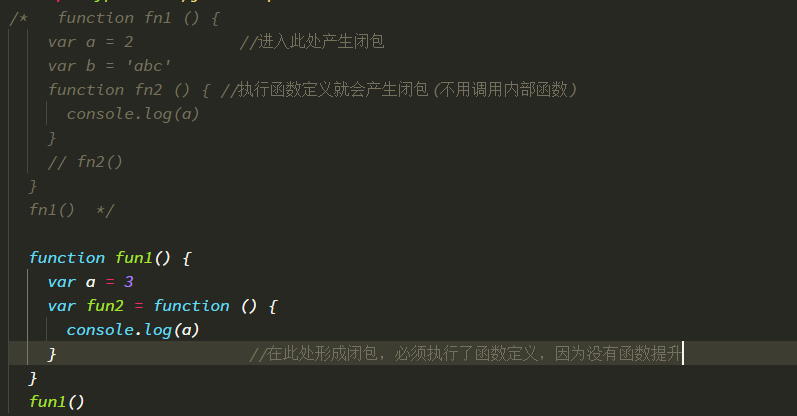 /*   function fn1 () {
var a = 2           //进入此处产生闭包
var b = 'abc'
function fn2 () { //执行函数定义就会产生闭包(不用调用内部函数)
console.log(a)
}
// fn2()
}
fn1()  */
function fun1() {
var a = 3
var fun2 = function () {
console.log(a)
}                    //在此处形成闭包，必须执行了函数定义，因为没有函数提升
}
fun1()